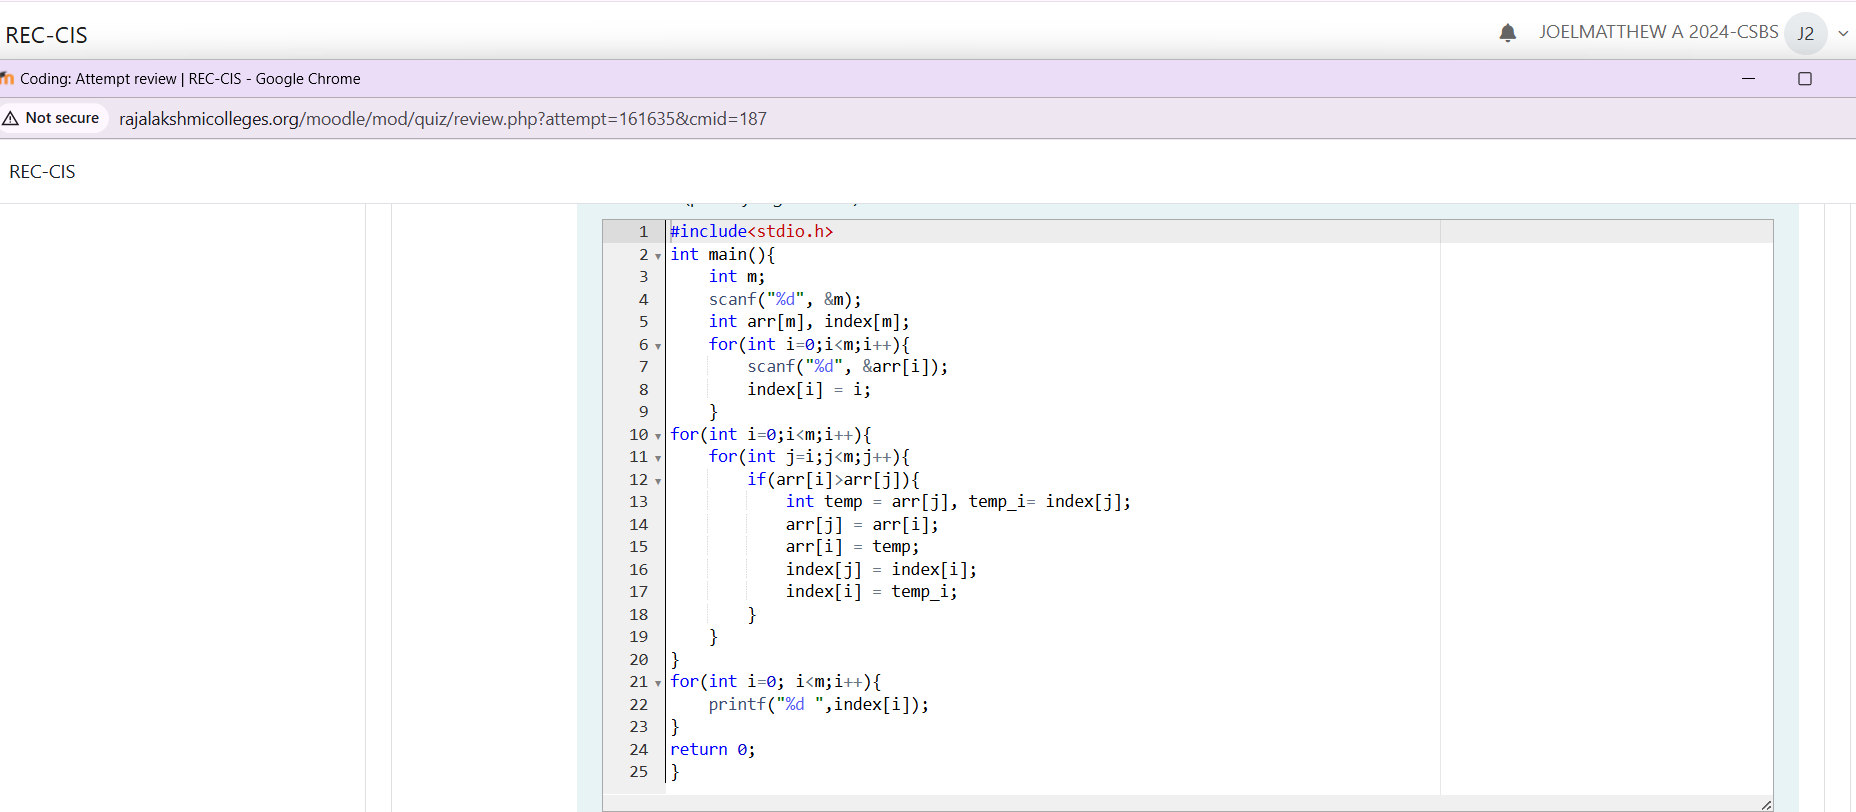 REC-CIS
JOELMATTHEW A 2024-CSBS J2
Coding: Attempt review | REC-CIS - Google Chrome
Not secure rajalakshmicolleges.org/moodle/mod/quiz/review.php?attempt=161635&cmid=187
REC-CIS
1 #include<stdio.h>
2 int main(){
3 int m;
4 scanf("%d", &m);
5 int arr[m], index[m];
6 for(int i=0;i<m;i++){
7 scanf("%d", &arr[i]);
8 index[i] = i;
9 }
10 for(int i=0;i<m;i++){
11 for(int j=i;j<m;j++){
12 if(arr[i]>arr[j]){
13 int temp = arr[j], temp_i= index[j];
14 arr[j] = arr[i];
15 arr[i] = temp;
16 index[j] = index[i];
17 index[i] = temp_i;
18 }
19 }
20 }
21 for(int i=0; i<m;i++){
22 printf("%d ",index[i]);
23 }
24 return 0;
25 }